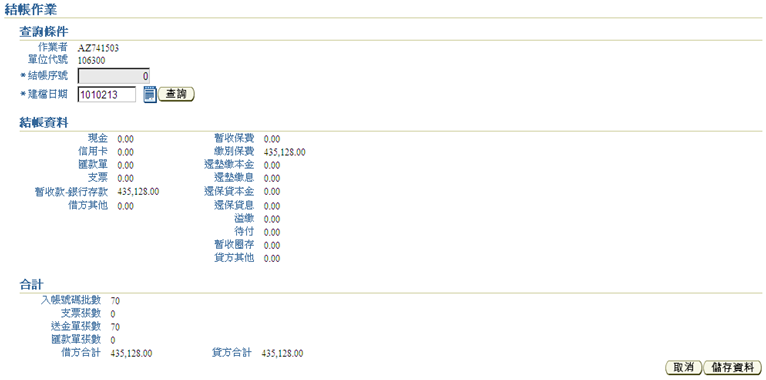 結帳作業
查詢條件
作業者 AZ741503
單位代號 106300
*結帳序號 0
*建檔日期 1010213 查詢
結帳資料
現金 0.00 暫收保費 0.00
信用卡 0.00 繳別保費 435,128.00
匯款單 0.00 還墊繳本金 0.00
支票 0.00 還墊繳息 0.00
暫收款-銀行存款 435,128.00 還保貸本金 0.00
借方其他 0.00 還保貸息 0.00
溢繳 0.00
待付 0.00
暫收圈存 0.00
貸方其他 0.00
合計
入帳號碼批數 70
支票張數 0
送金單張數 70
匯款單張數 0
借方合計 435,128.00 貸方合計 435,128.00
取消 儲存資料